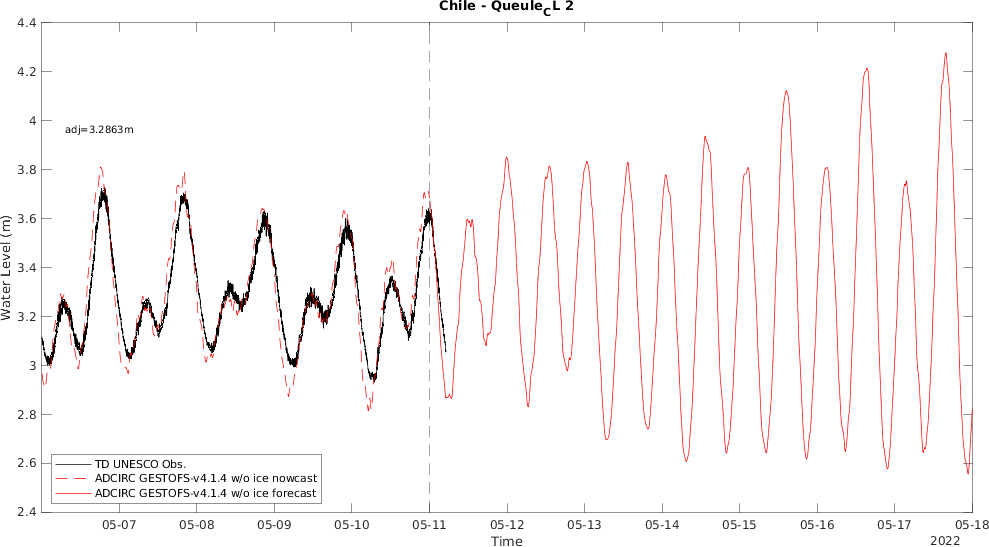 Chile - Queule_C L 2
4.4
4.2
4
3.8
3.6
3.4
3.2
3
2.8
2.6
2.4
Water Level (m)
adj=3.2863m
TD UNESCO Obs.
ADCIRC GESTOFS-v4.1.4 w/o ice nowcast
ADCIRC GESTOFS-v4.1.4 w/o ice forecast
05-07 05-08 05-09 05-10 05-11 05-12 05-13 05-14 05-15 05-16 05-17 05-18
Time
2022